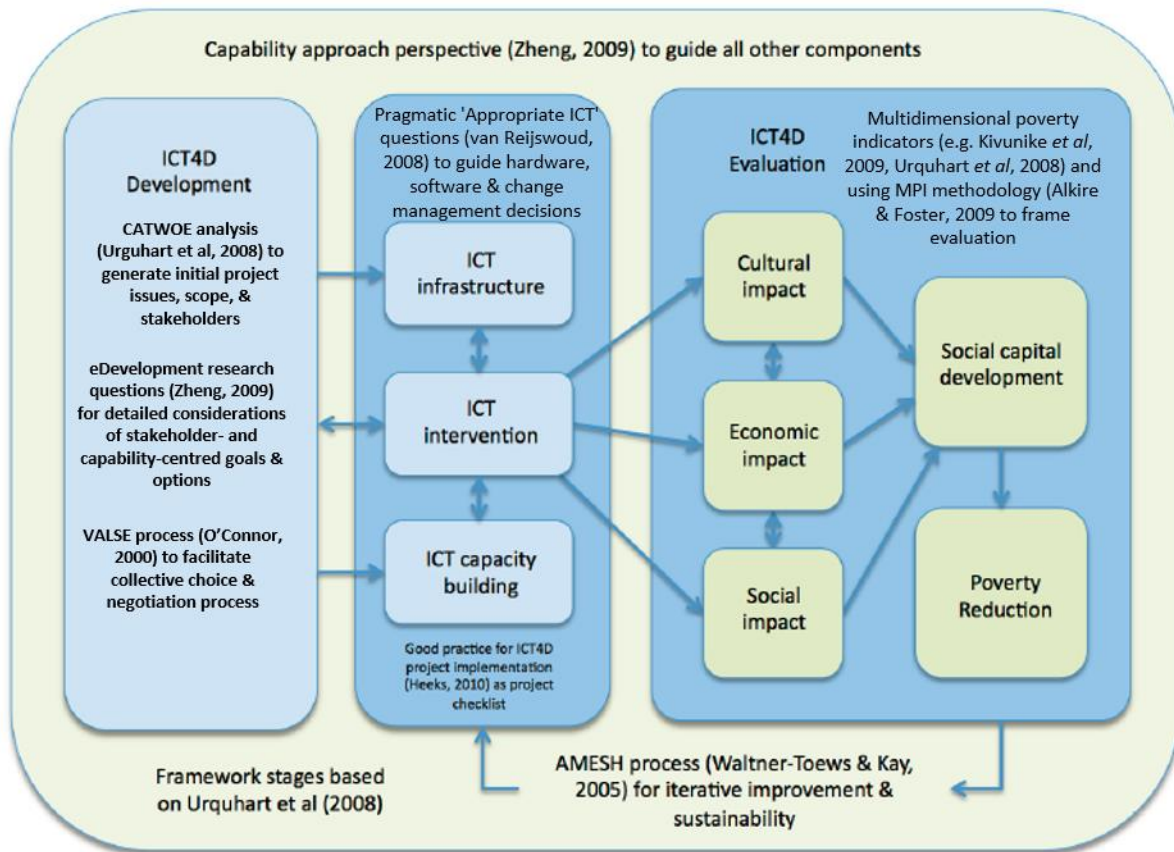 Capability approach perspective (Zheng, 2009) to guide all other components
ICT4D
Development
CATWOE analysis
(Urguhart et al, 2008) to
generate initial project
issues, scope, &
stakeholders
eDevelopment research
questions (Zheng, 2009)
for detailed considerations
of stakeholder- and
capability-centred goals &
options
VALSE process (O’Connor,
2000) to facilitate
collective choice &
negotiation process
Pragmatic 'Appropriate ICT'
questions (van Reijswoud,
2008) to guide hardware,
software & change
management decisions
ICT
infrastructure
ICT
intervention
ICT capacity
building
Good practice for ICT4D
project implementation
(Heeks, 2010) as project
checklist
ICT4D
Evaluation
Multidimensional poverty
indicators (e.g. Kivunike et al,
2009, Urquhart et al, 2008) and
using MPI methodology (Alkire
& Foster, 2009 to frame
evaluation
Cultural
impact
Economic
impact
Social
impact
Social capital
development
Poverty
Reduction
Framework stages based
on Urquhart et al (2008)
AMESH process (Waltner-Toews & Kay,
2005) for iterative improvement &
sustainability